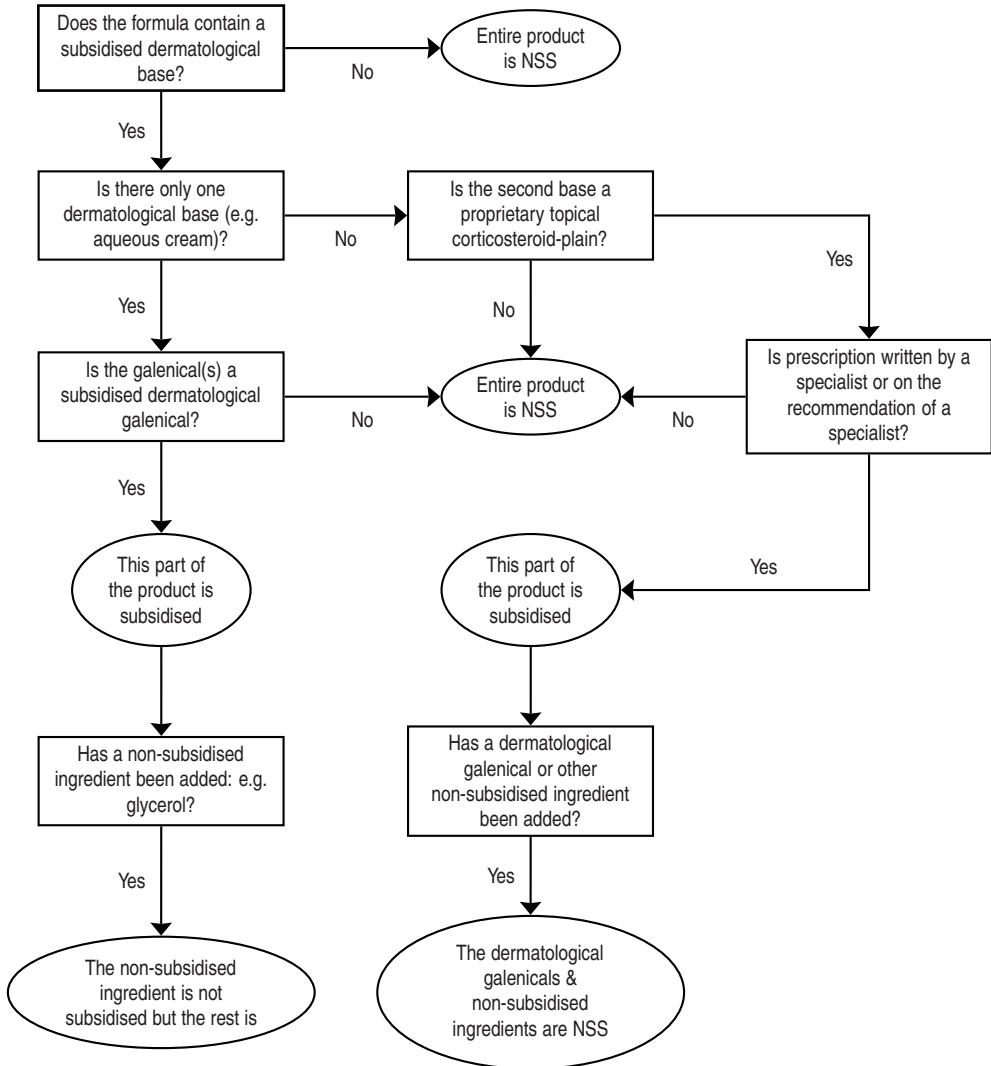 Does the formula contain a
subsidised dermatological
base?
No
Entire product
is NSS
Yes
Is there only one
dermatological base (e.g.
aqueous cream)?
No
Is the second base a
proprietary topical
corticosteroid-plain?
Yes
Yes
No
Is the galenical(s) a
subsidised dermatological
galenical?
No
Entire product
is NSS
No
Is prescription written by a
specialist or on the
recommendation of a
specialist?
Yes
This part of
the product is
subsidised
This part of
the product is
subsidised
Yes
Has a non-subsidised
ingredient been added: e.g.
glycerol?
Has a dermatological
galenical or other
non-subsidised ingredient
been added?
Yes
Yes
The non-subsidised
ingredient is not
subsidised but the rest is
The dermatological
galenicals &
non-subsidised
ingredients are NSS